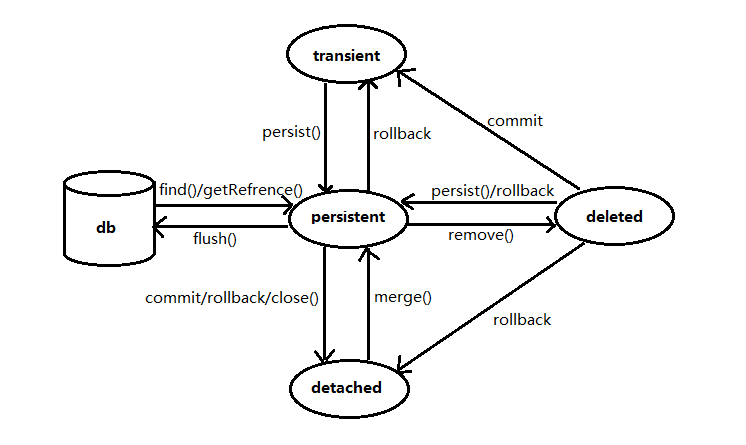 transient
commit
persist()
rollback
find()/getRefrence()
persist()/rollback
db
persistent
deleted
flush()
remove()
commit/rollback/close()
merge()
rollback
detached